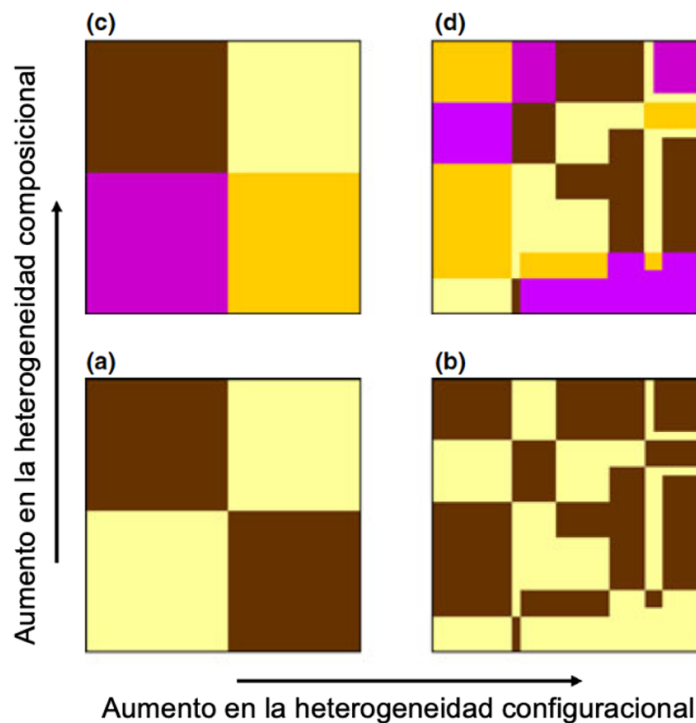 (c)
(d)
Aumento en la heterogeneidad composicional
(a)
(b)
Aumento en la heterogeneidad configuracional